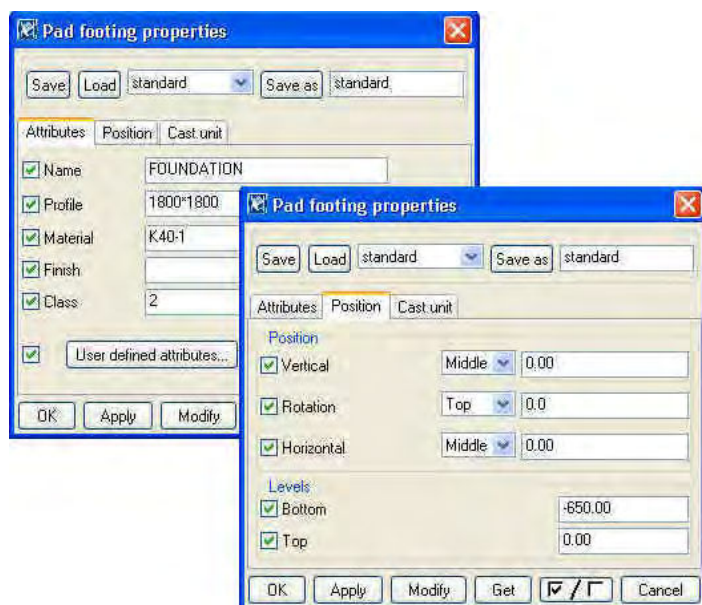 Pad footing properties
Save Load standard Save as standard
Attributes Position Cast unit
Name FOUNDATION
Profile 1800*1800
Material K40-1
Finish
Class 2
User defined attributes...
OK Apply Modify
Pad footing properties
Save Load standard Save as standard
Attributes Position Cast unit
Position
Vertical Middle 0.00
Rotation Top 0.0
Horizontal Middle 0.00
Levels
Bottom -650.00
Top 0.00
OK Apply Modify Get / Cancel